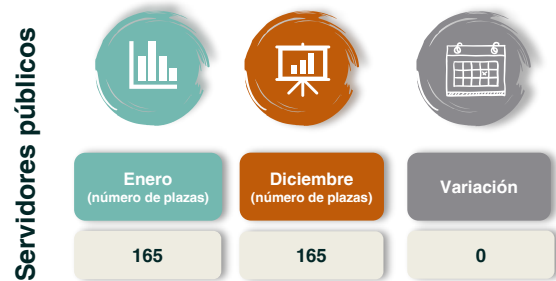 Servidores públicos
Enero
(número de plazas)
Diciembre
(número de plazas)
Variación
165
165
0